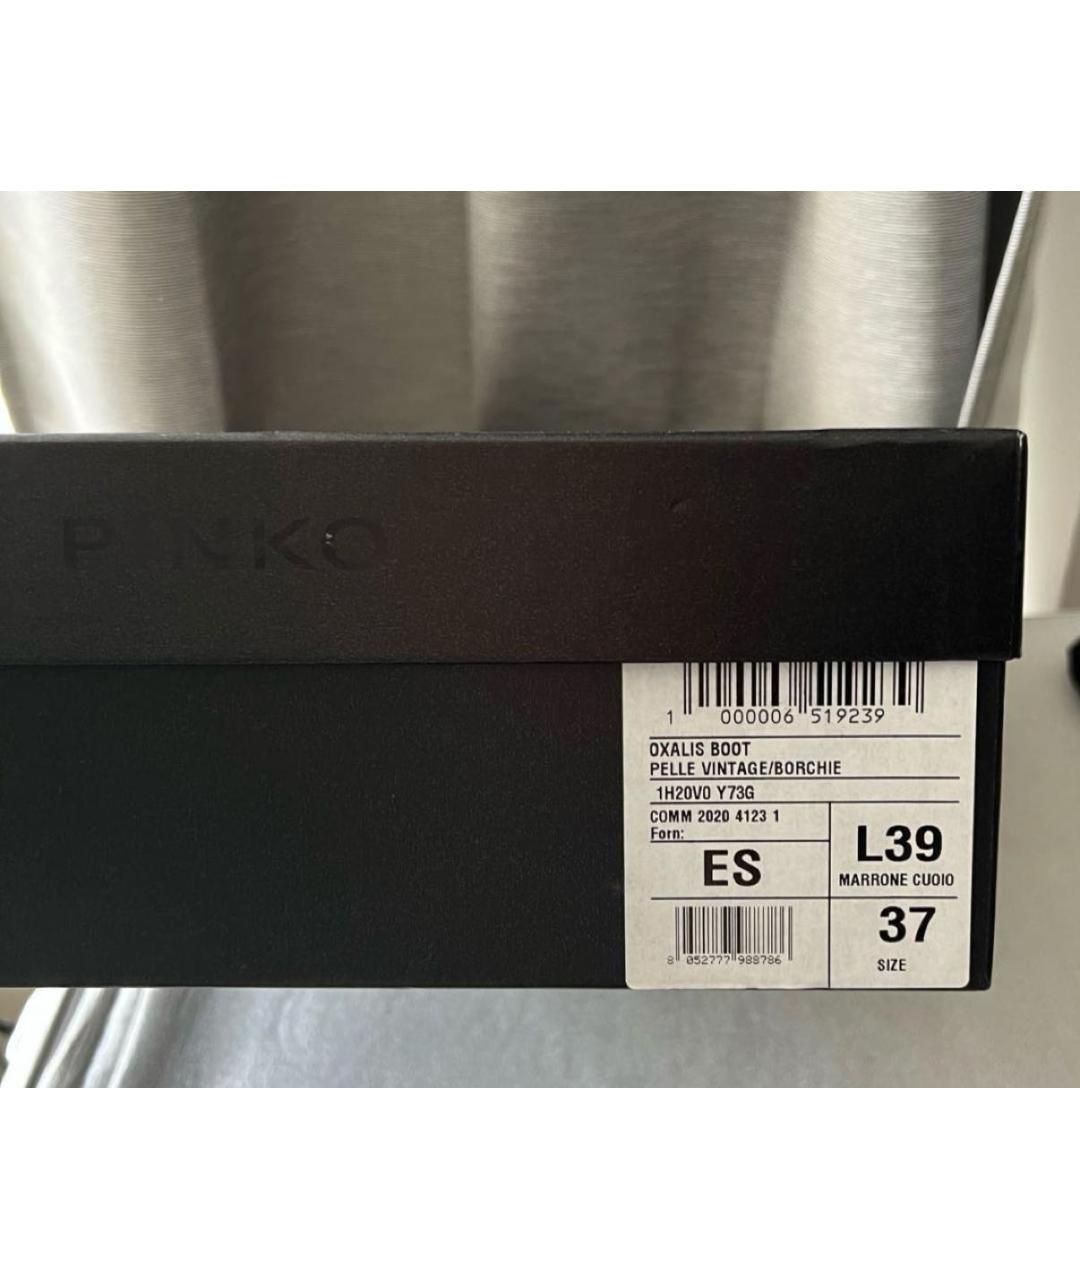 PINKO
1 000006 519239
OXALIS BOOT
PELLE VINTAGE/BORCHIE
1H20V0 Y73G
COMM 2020 4123 1
Forn:
ES
L39
MARRONE CUOIO
37
SIZE
8 052777 988786